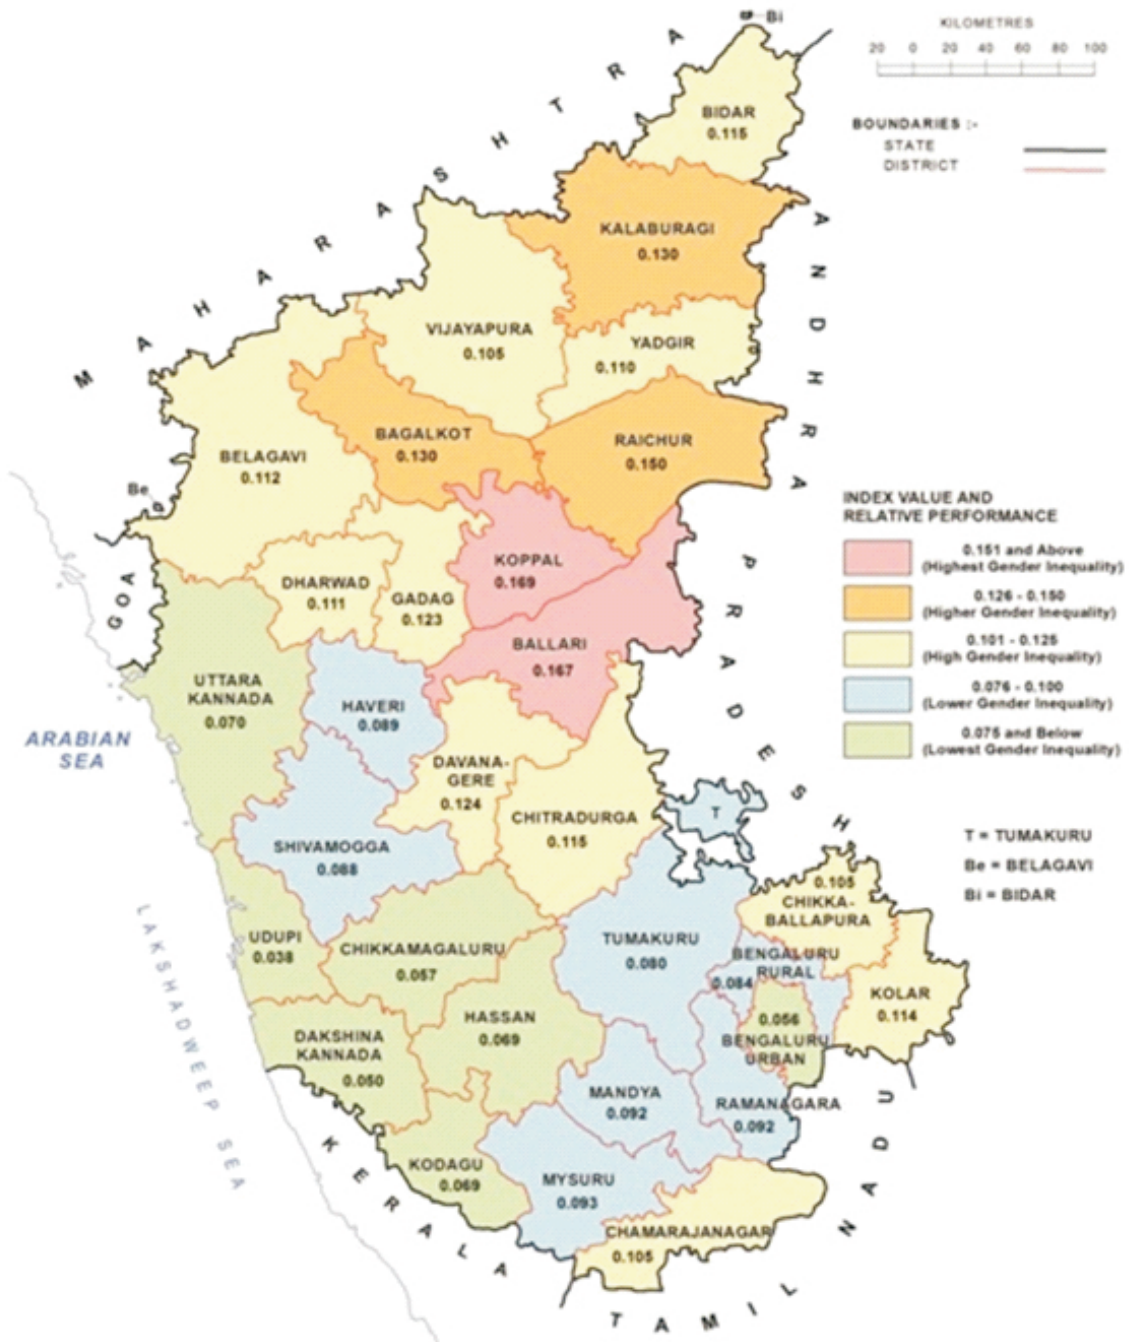 Bi
KILOMETRES
20 0 20 40 60 80 100
BOUNDARIES :-
STATE
DISTRICT
MAHARASHTRA
ANDHRA PRADESH
BIDAR
0.115
KALABURAGI
0.130
VIJAYAPURA
0.105
YADGIR
0.110
BAGALKOT
0.130
RAICHUR
0.150
BELAGAVI
0.112
Be
GOA
KOPPAL
0.169
DHARWAD
0.111
GADAG
0.123
BALLARI
0.167
INDEX VALUE AND
RELATIVE PERFORMANCE
0.151 and Above
(Highest Gender Inequality)
0.126 - 0.150
(Higher Gender Inequality)
0.101 - 0.125
(High Gender Inequality)
0.076 - 0.100
(Lower Gender Inequality)
0.075 and Below
(Lowest Gender Inequality)
UTTARA
KANNADA
0.070
HAVERI
0.089
ARABIAN
SEA
DAVANA-
GERE
0.124
CHITRADURGA
0.115
T
SHIVAMOGGA
0.088
T = TUMAKURU
Be = BELAGAVI
Bi = BIDAR
0.105
CHIKKA-
BALLAPURA
UDUPI
0.038
CHIKKAMAGALURU
0.057
TUMAKURU
0.080
BENGALURU
RURAL
0.084
KOLAR
0.114
HASSAN
0.069
0.056
BENGALURU
URBAN
DAKSHINA
KANNADA
0.050
MANDYA
0.092
RAMANAGARA
0.092
LAKSHADWEEP SEA
KODAGU
0.069
MYSURU
0.093
CHAMARAJANAGAR
0.105
KERALA
TAMIL NADU